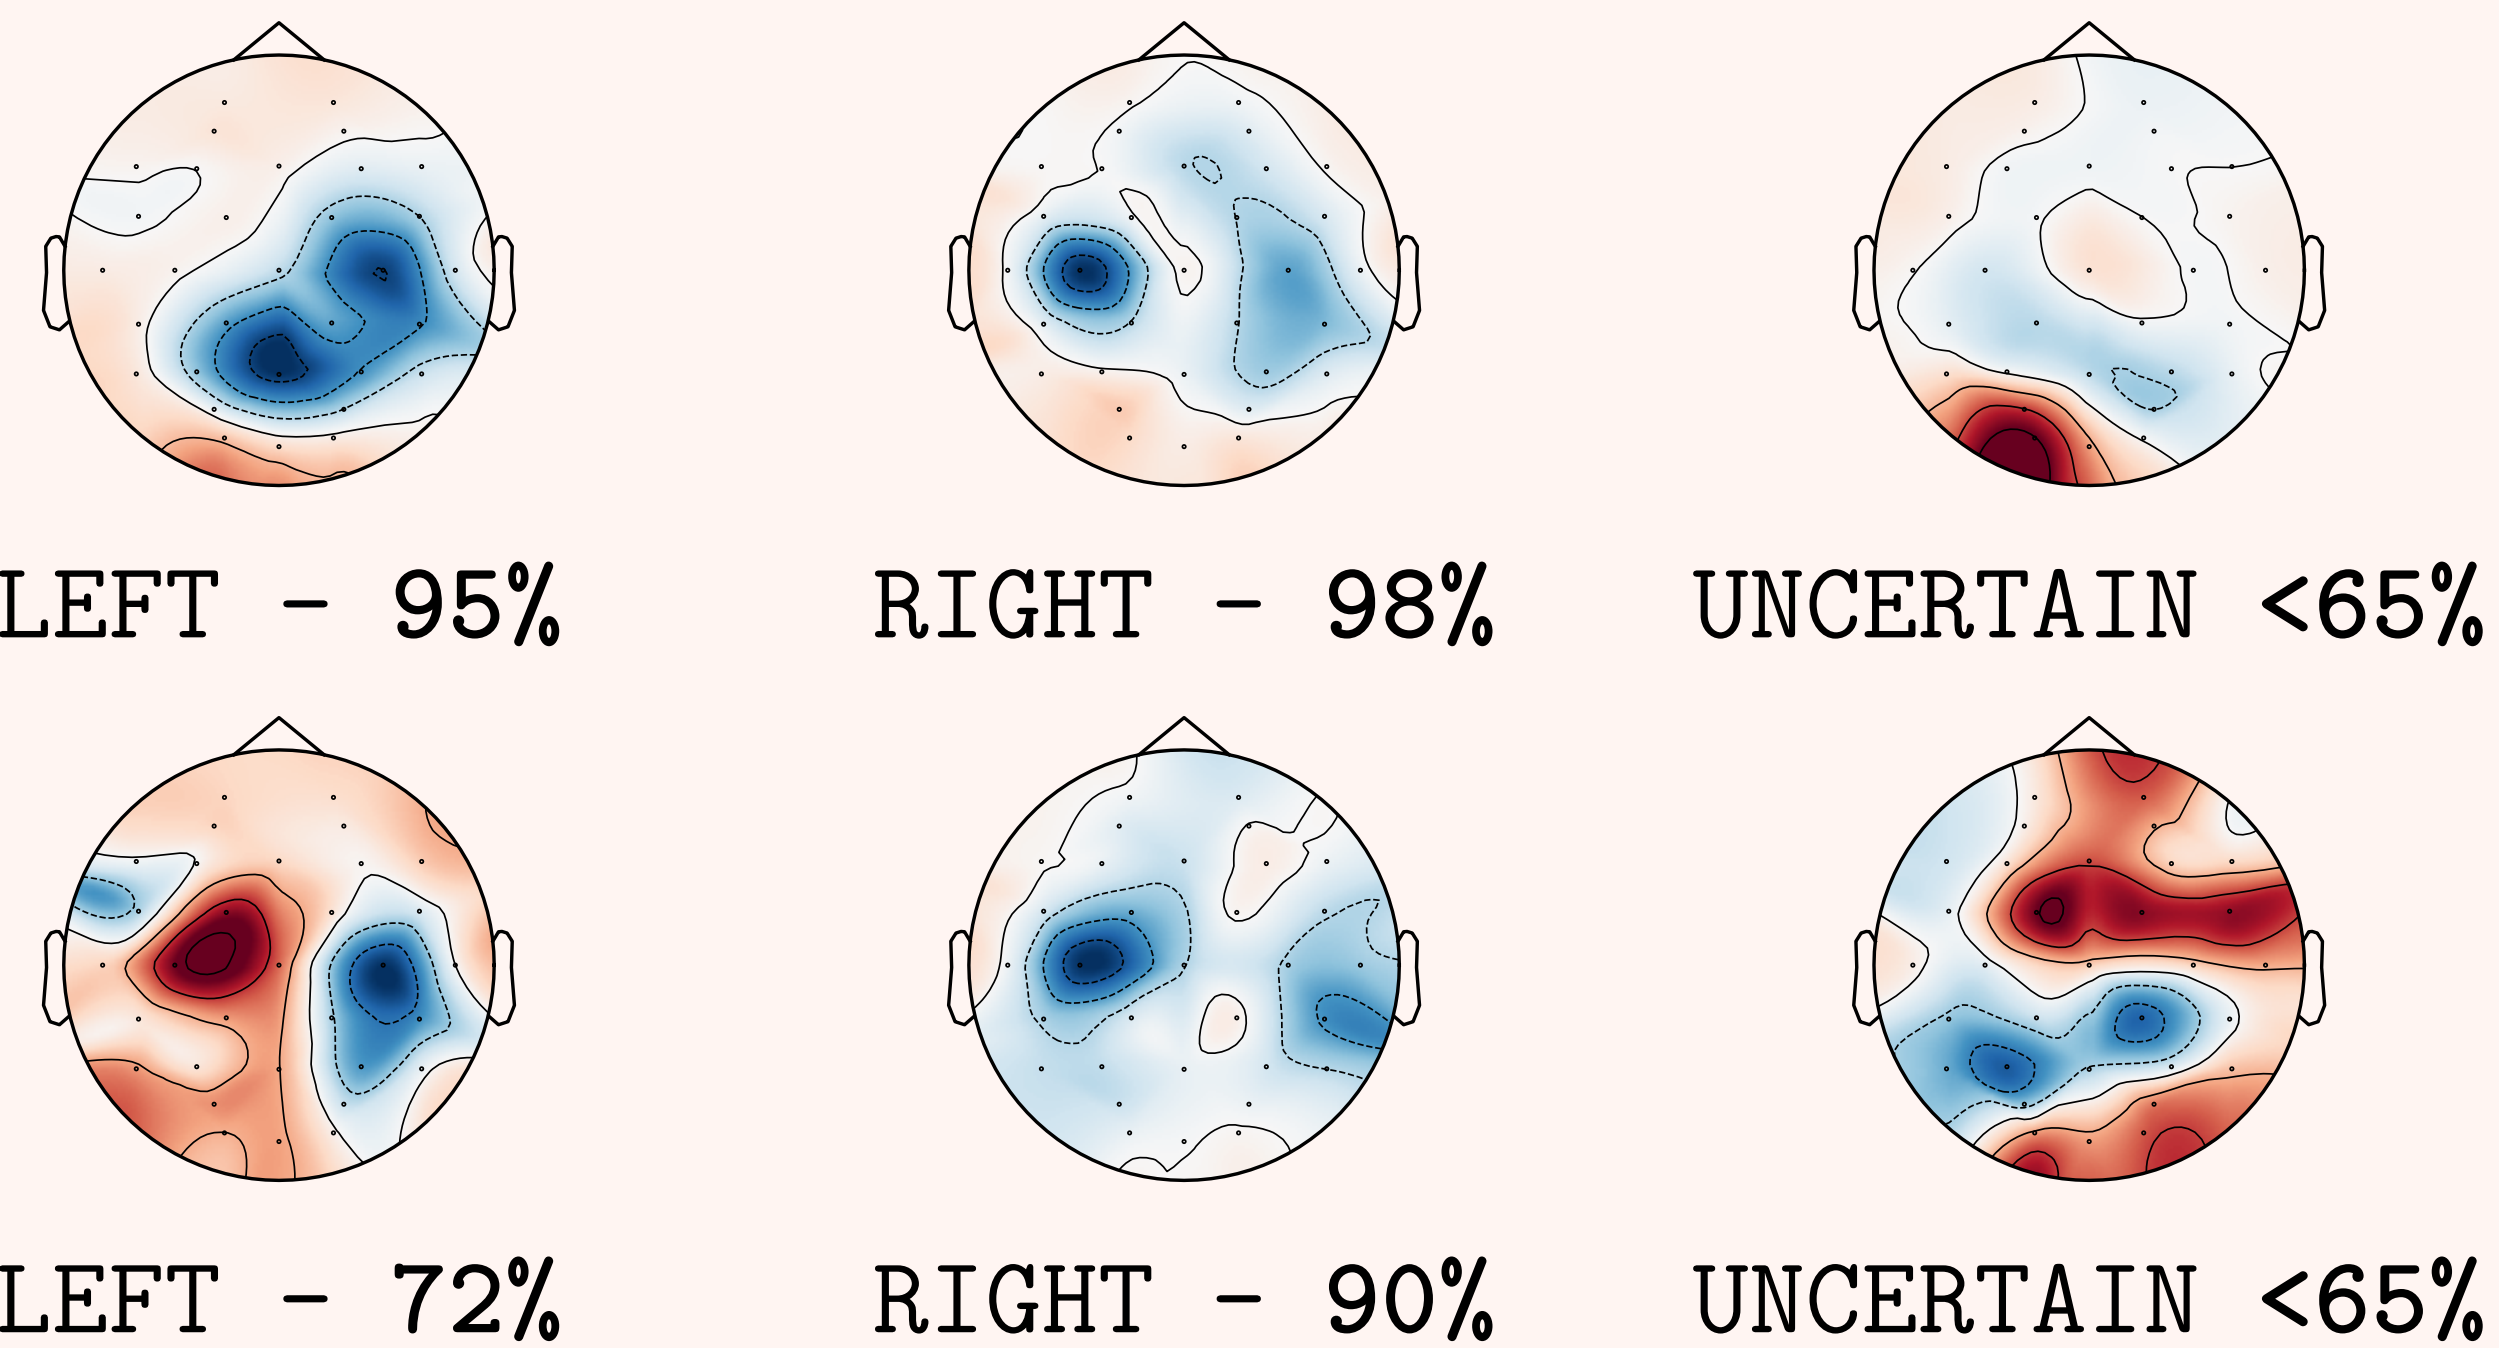 LEFT - 95%
RIGHT - 98%
UNCERTAIN <65%
LEFT - 72%
RIGHT - 90%
UNCERTAIN <65%